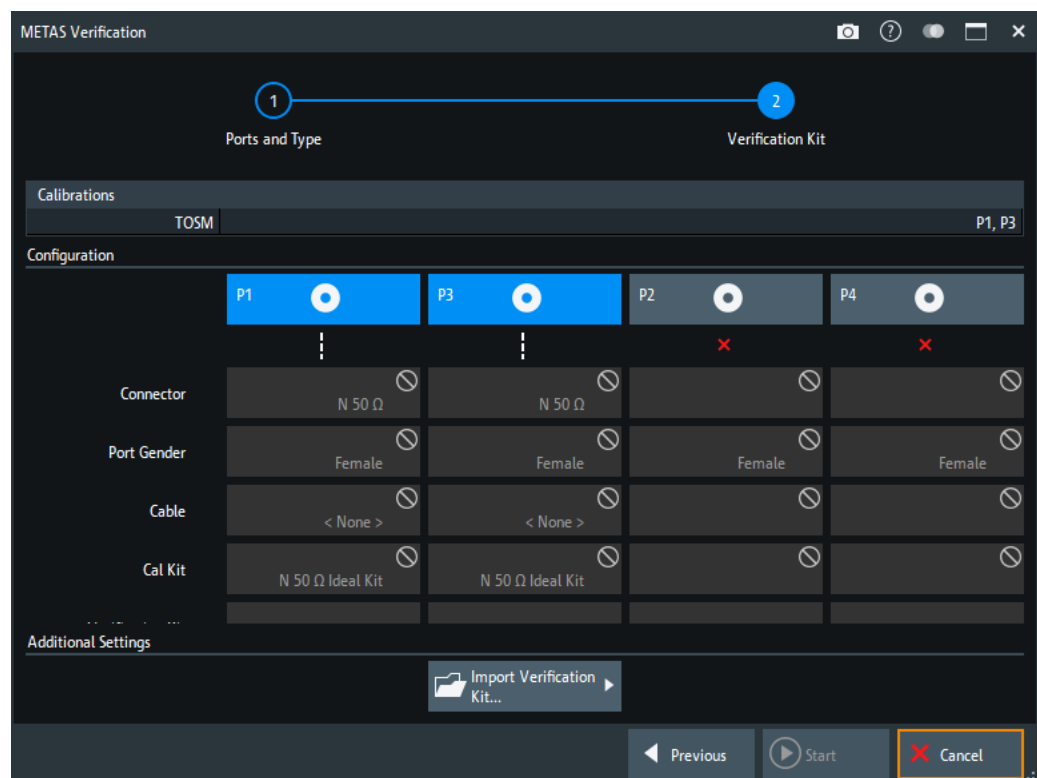 METAS Verification
1
2
Ports and Type
Verification Kit
Calibrations
TOSM
P1, P3
Configuration
P1
P3
P2
P4
Connector
N 50 Ω
N 50 Ω
Port Gender
Female
Female
Female
Female
Cable
< None >
< None >
Cal Kit
N 50 Ω Ideal Kit
N 50 Ω Ideal Kit
Additional Settings
Import Verification
Kit...
Previous
Start
Cancel